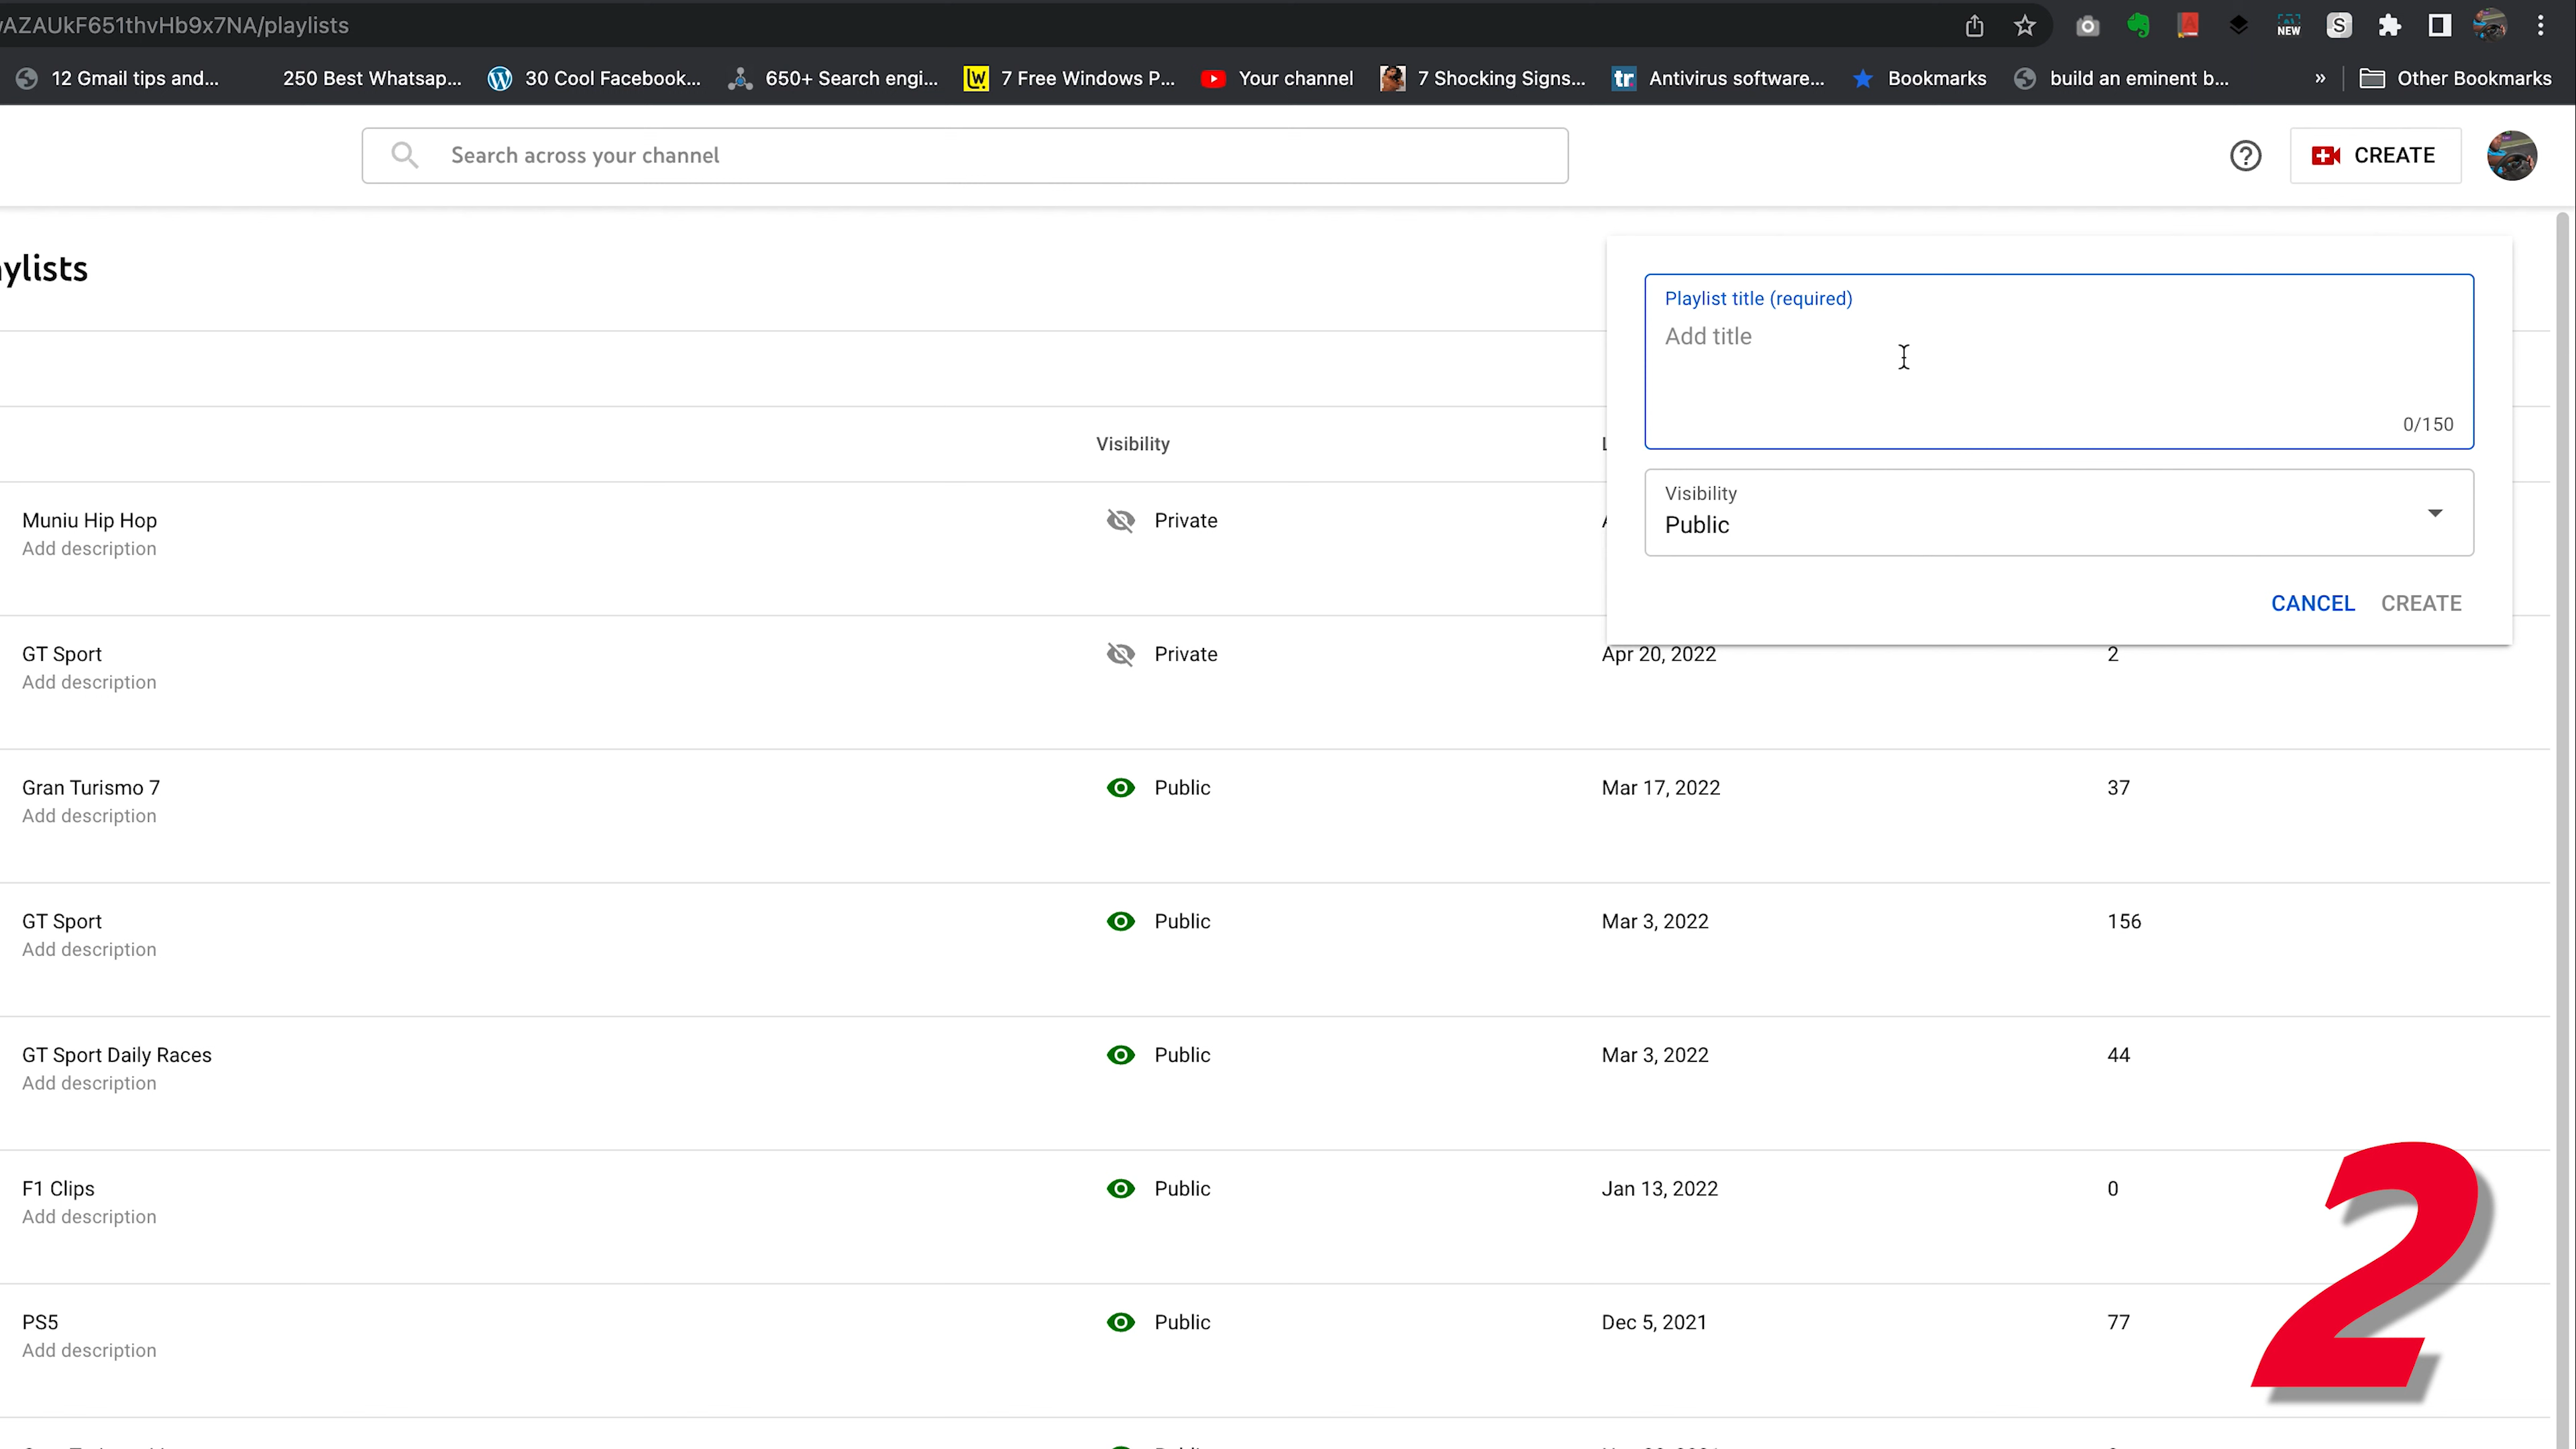 AZAUkF651thvHb9x7NA/playlists
NEW
12 Gmail tips and... 250 Best Whatsap... 30 Cool Facebook... 650+ Search engi... 7 Free Windows P... Your channel 7 Shocking Signs... tr Antivirus software... Bookmarks build an eminent b... » Other Bookmarks
Search across your channel
CREATE
ylists
Playlist title (required)
Add title
0/150
Visibility
Visibility
Public
CANCEL CREATE
Muniu Hip Hop Private
Add description
GT Sport Private Apr 20, 2022 2
Add description
Gran Turismo 7 Public Mar 17, 2022 37
Add description
GT Sport Public Mar 3, 2022 156
Add description
GT Sport Daily Races Public Mar 3, 2022 44
Add description
F1 Clips Public Jan 13, 2022 0
Add description
PS5 Public Dec 5, 2021 77
Add description
2